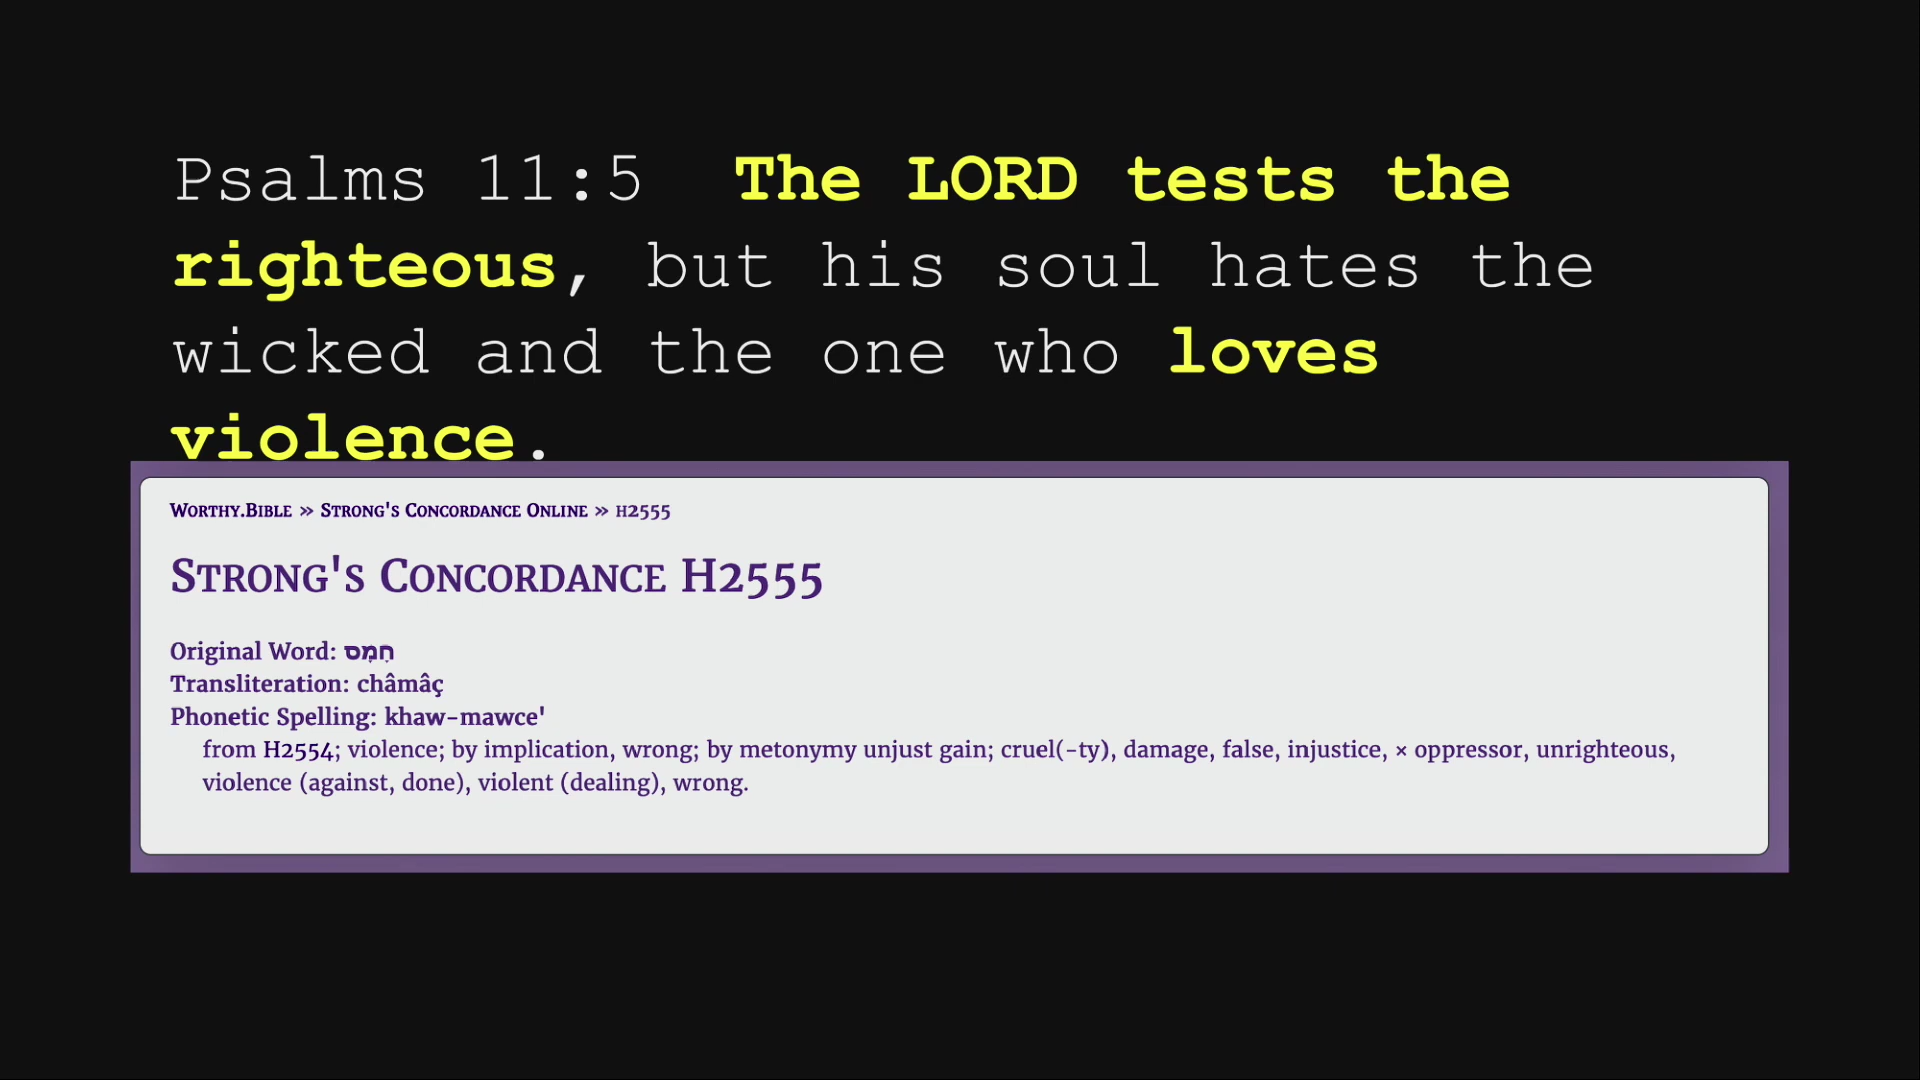 Psalms 11:5  The LORD tests the
righteous, but his soul hates the
wicked and the one who loves
violence.
Worthy.Bible » Strong's Concordance Online » H2555
Strong's Concordance H2555
Original Word: חָמָס
Transliteration: châmâç
Phonetic Spelling: khaw-mawce'
from H2554; violence; by implication, wrong; by metonymy unjust gain; cruel(-ty), damage, false, injustice, × oppressor, unrighteous,
violence (against, done), violent (dealing), wrong.